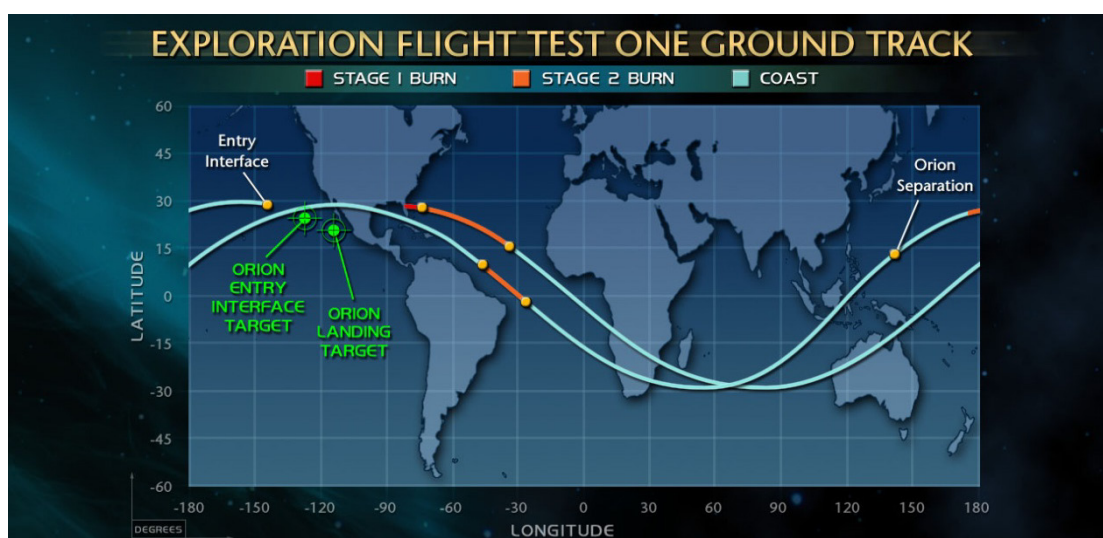 EXPLORATION FLIGHT TEST ONE GROUND TRACK
STAGE 1 BURN STAGE 2 BURN COAST
60
45
30
15
0
-15
-30
-45
-60
LATITUDE
Entry
Interface
Orion
Separation
ORION
ENTRY
INTERFACE
TARGET
ORION
LANDING
TARGET
-180 -150 -120 -90 -60 -30 0 30 60 90 120 150 180
DEGREES
LONGITUDE